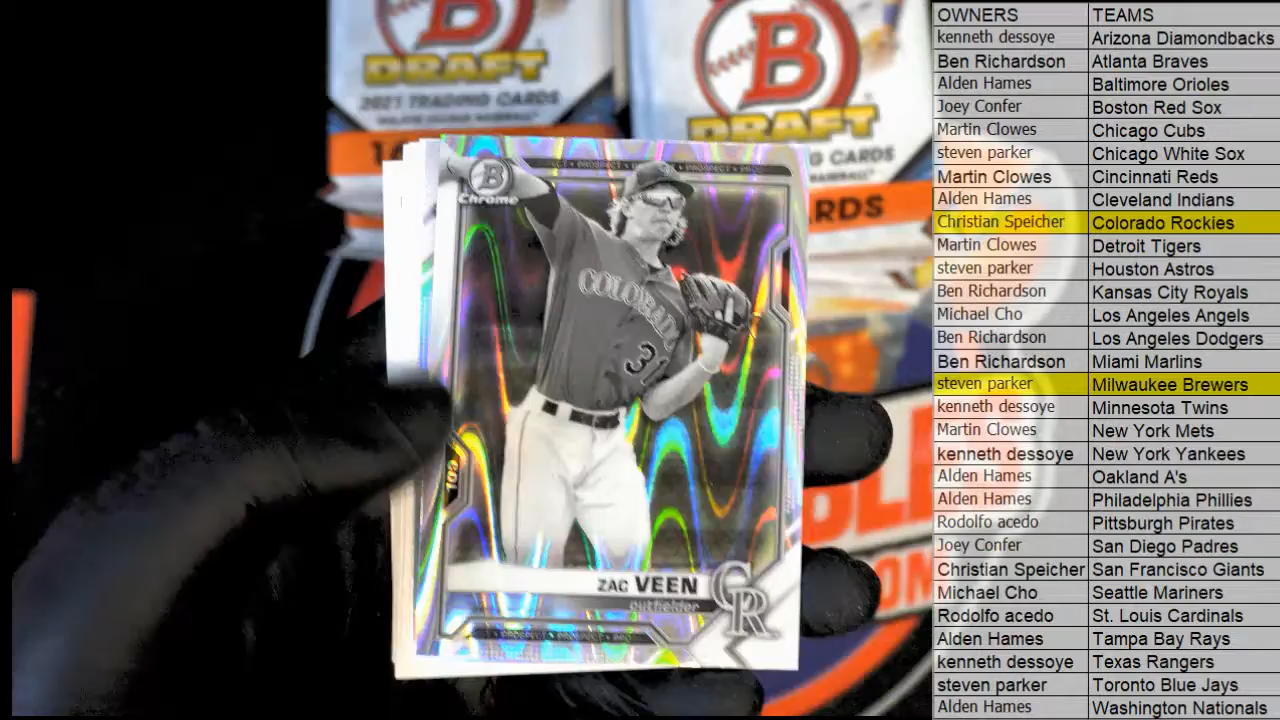 B
DRAFT
2021 TRADING CARDS
B
DRAFT
G CARDS
RDS
B
Chrome
PROSPECT
COLORADO
31
ZAC VEEN
outfielder
CR
PROSPECT • PROSPECT • PRO
OWNERS TEAMS
kenneth dessoye Arizona Diamondbacks
Ben Richardson Atlanta Braves
Alden Hames Baltimore Orioles
Joey Confer Boston Red Sox
Martin Clowes Chicago Cubs
steven parker Chicago White Sox
Martin Clowes Cincinnati Reds
Alden Hames Cleveland Indians
Christian Speicher Colorado Rockies
Martin Clowes Detroit Tigers
steven parker Houston Astros
Ben Richardson Kansas City Royals
Michael Cho Los Angeles Angels
Ben Richardson Los Angeles Dodgers
Ben Richardson Miami Marlins
steven parker Milwaukee Brewers
kenneth dessoye Minnesota Twins
Martin Clowes New York Mets
kenneth dessoye New York Yankees
Alden Hames Oakland A's
Alden Hames Philadelphia Phillies
Rodolfo acedo Pittsburgh Pirates
Joey Confer San Diego Padres
Christian Speicher San Francisco Giants
Michael Cho Seattle Mariners
Rodolfo acedo St. Louis Cardinals
Alden Hames Tampa Bay Rays
kenneth dessoye Texas Rangers
steven parker Toronto Blue Jays
Alden Hames Washington Nationals